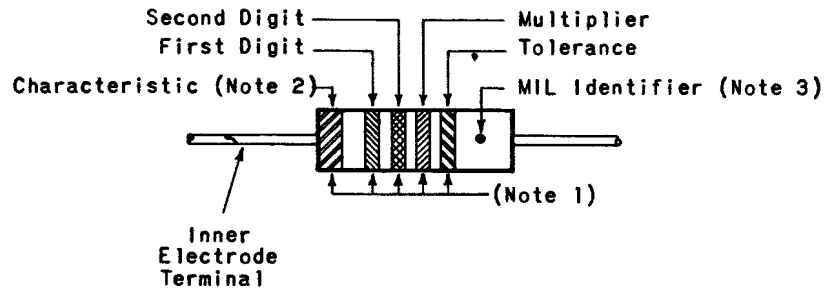 Second Digit
Multiplier
First Digit
Tolerance
Characteristic (Note 2)
MIL Identifier (Note 3)
(Note 1)
Inner
Electrode
Terminal